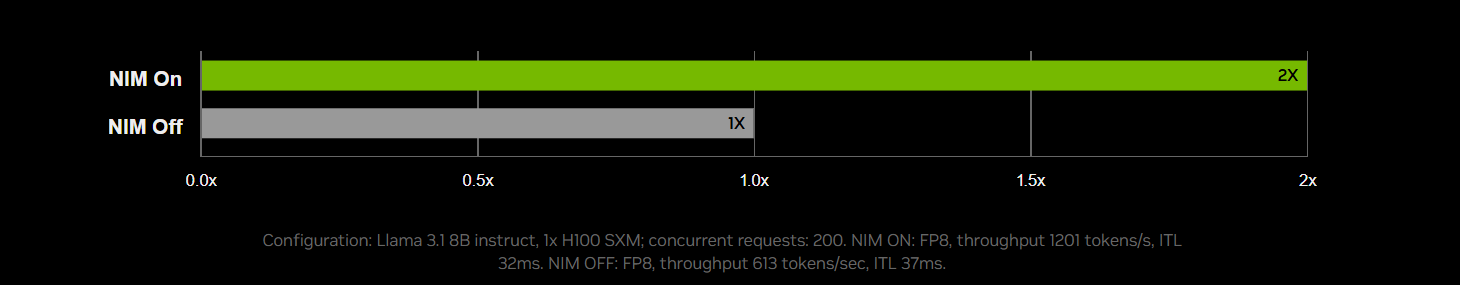 NIM On
2X
NIM Off
1X
0.0x 0.5x 1.0x 1.5x 2x
Configuration: Llama 3.1 8B instruct, 1x H100 SXM; concurrent requests: 200. NIM ON: FP8, throughput 1201 tokens/s, ITL
32ms. NIM OFF: FP8, throughput 613 tokens/sec, ITL 37ms.